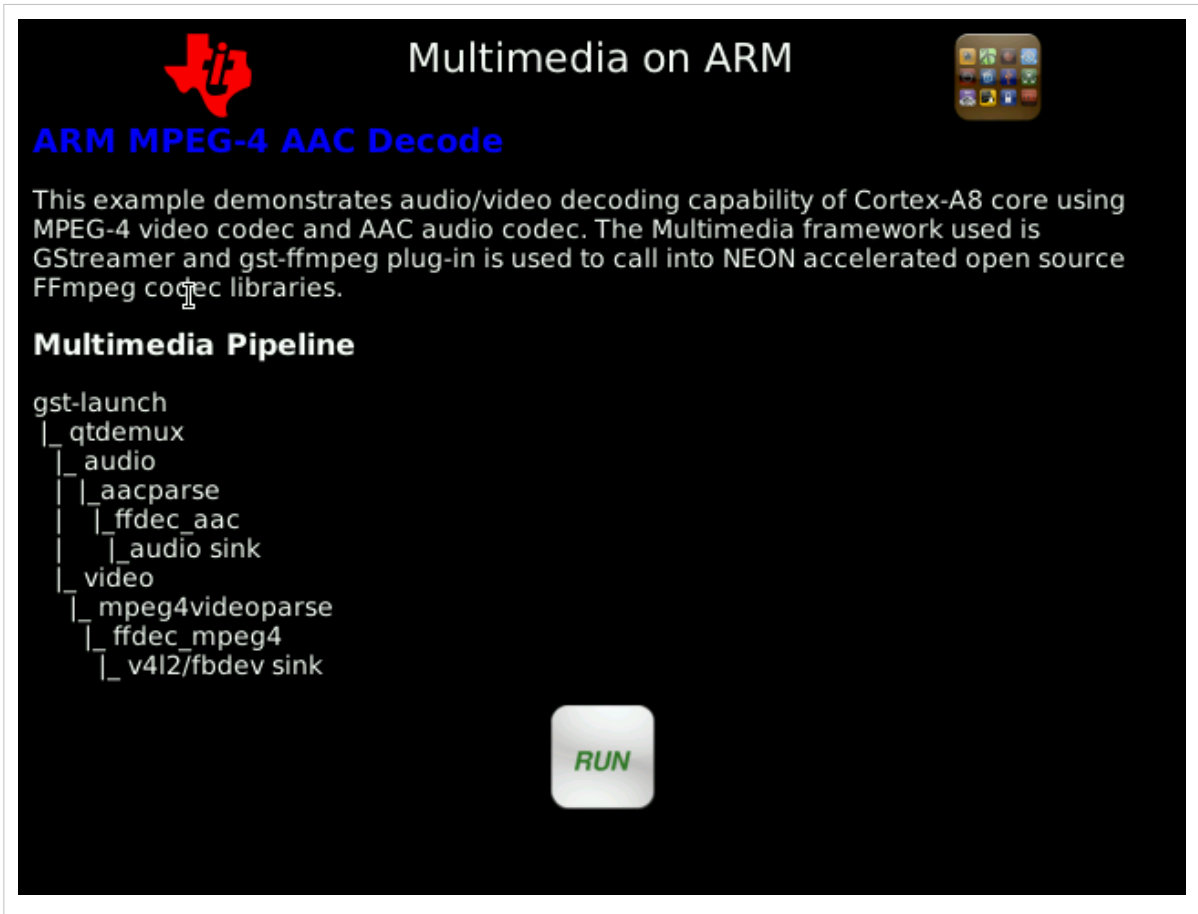 Multimedia on ARM
ARM MPEG-4 AAC Decode
This example demonstrates audio/video decoding capability of Cortex-A8 core using
MPEG-4 video codec and AAC audio codec. The Multimedia framework used is
GStreamer and gst-ffmpeg plug-in is used to call into NEON accelerated open source
FFmpeg codec libraries.
Multimedia Pipeline
gst-launch
|_ qtdemux
|_ audio
| |_aacparse
| |_ffdec_aac
| |_audio sink
|_ video
|_ mpeg4videoparse
|_ ffdec_mpeg4
|_ v4l2/fbdev sink
RUN